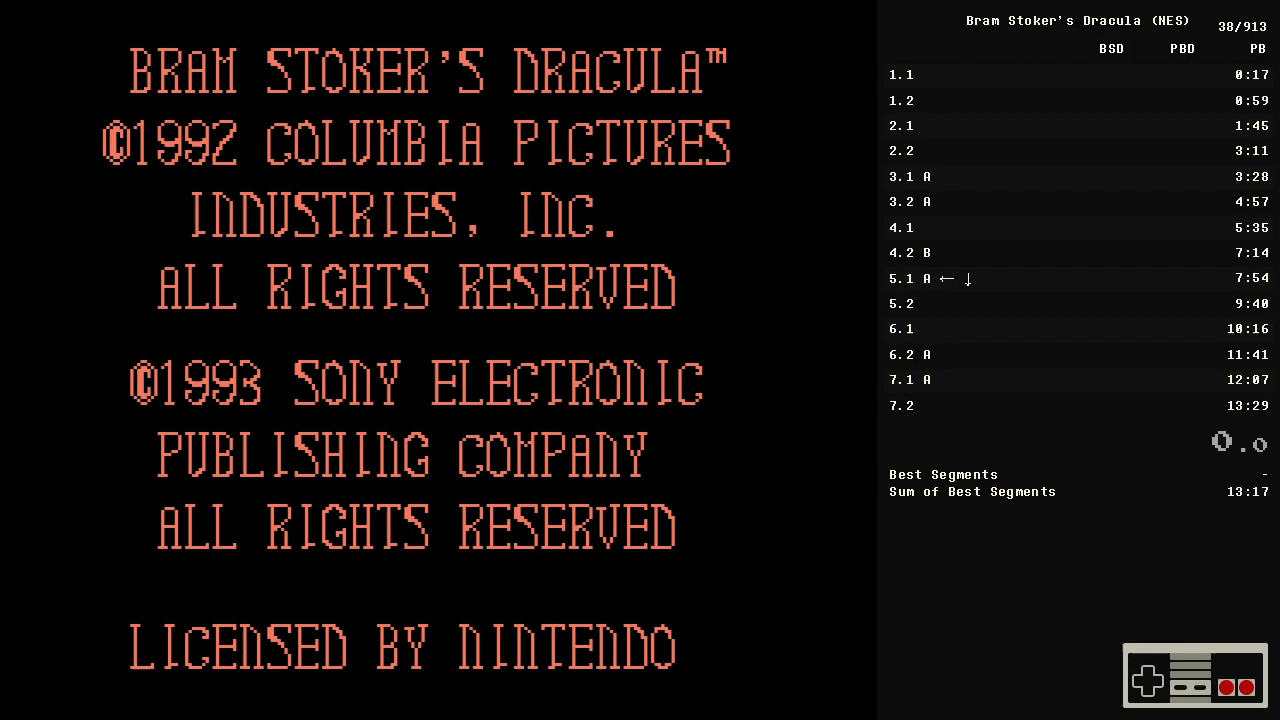 BRAM STOKER'S DRACULA™
©1992 COLUMBIA PICTURES
INDUSTRIES, INC.
ALL RIGHTS RESERVED
©1993 SONY ELECTRONIC
PUBLISHING COMPANY
ALL RIGHTS RESERVED
LICENSED BY NINTENDO
Bram Stoker's Dracula (NES) 38/913
BSD PBD PB
1.1 0:17
1.2 0:59
2.1 1:45
2.2 3:11
3.1 A 3:28
3.2 A 4:57
4.1 5:35
4.2 B 7:14
5.1 A ← ↓ 7:54
5.2 9:40
6.1 10:16
6.2 A 11:41
7.1 A 12:07
7.2 13:29
0.0
Best Segments -
Sum of Best Segments 13:17